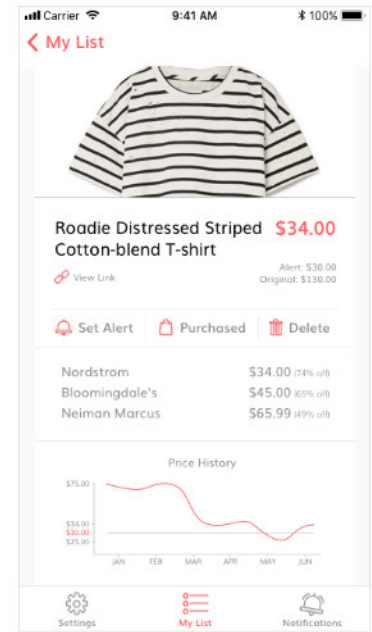 Carrier 9:41 AM 100%
My List
Roadie Distressed Striped $34.00
Cotton-blend T-shirt
Alert: $30.00
View Link
Original: $130.00
Set Alert Purchased Delete
Nordstrom $34.00 (74% off)
Bloomingdale's $45.00 (65% off)
Neiman Marcus $65.99 (49% off)
Price History
$75.00
$34.00
$30.00
$25.00
JAN FEB MAR APR MAY JUN
Settings My List Notifications